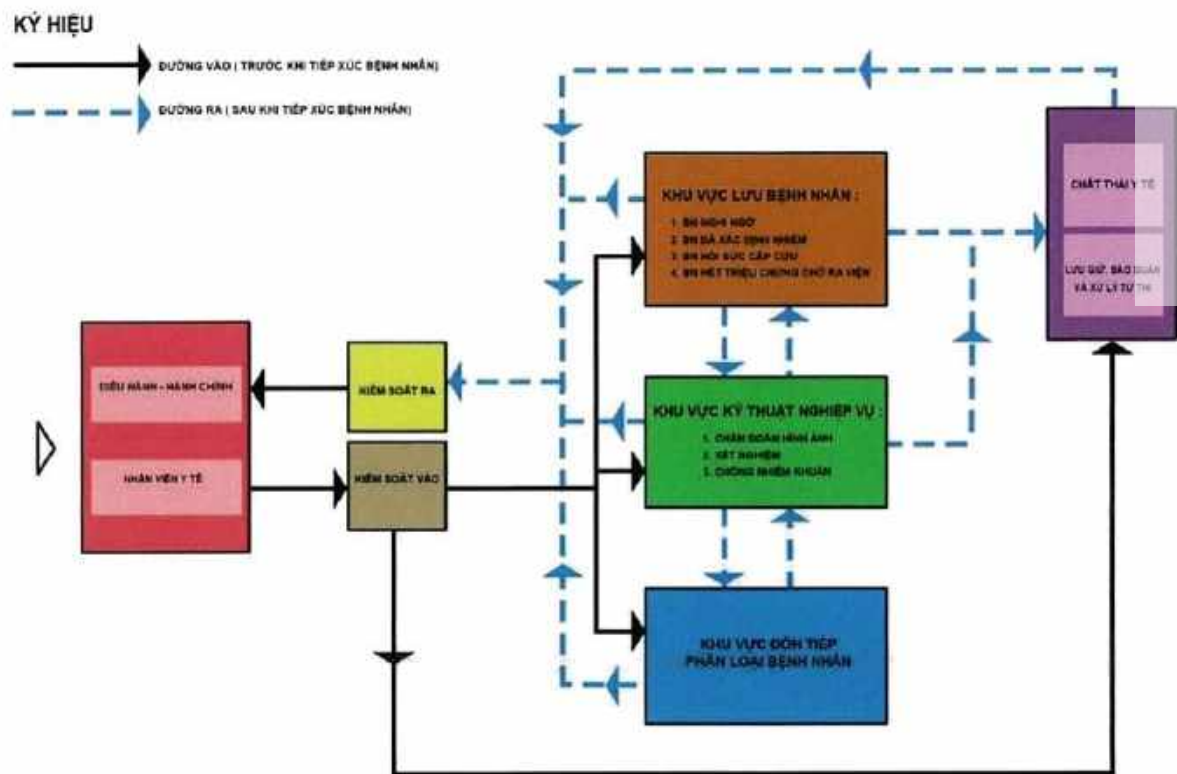 KÝ HIỆU
ĐƯỜNG VÀO ( TRƯỚC KHI TIẾP XÚC BỆNH NHÂN)
ĐƯỜNG RA ( SAU KHI TIẾP XÚC BỆNH NHÂN)
KHU VỰC LƯU BỆNH NHÂN :
1. BN NGHI NGỜ
2. BN ĐÃ XÁC ĐỊNH NHIỄM
3. BN HỒI SỨC CẤP CỨU
4. BN HẾT TRIỆU CHỨNG CHỜ RA VIỆN
CHẤT THẢI Y TẾ
LƯU GIỮ, BẢO QUẢN
VÀ XỬ LÝ TỬ THI
ĐIỀU HÀNH - HÀNH CHÍNH
NHÂN VIÊN Y TẾ
KIỂM SOÁT RA
KIỂM SOÁT VÀO
KHU VỰC KỸ THUẬT NGHIỆP VỤ :
1. CHẨN ĐOÁN HÌNH ẢNH
2. XÉT NGHIỆM
3. CHỐNG NHIỄM KHUẨN
KHU VỰC ĐÓN TIẾP
PHÂN LOẠI BỆNH NHÂN